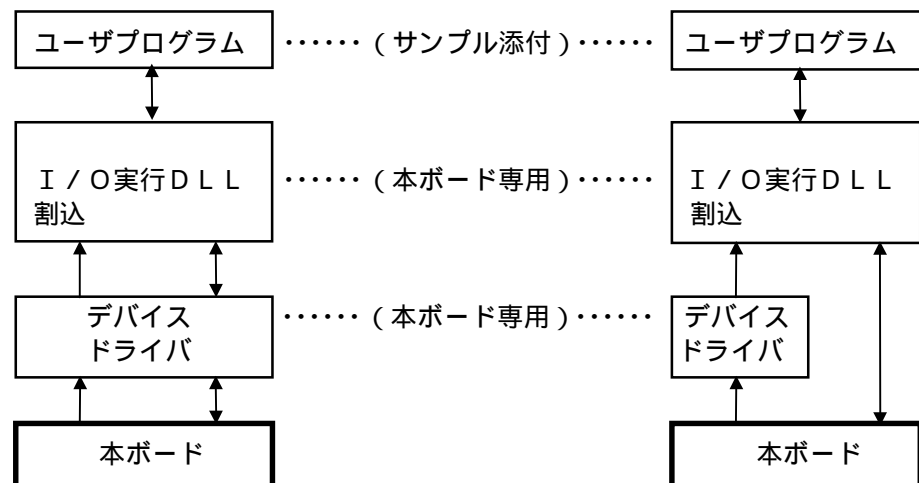 ユーザプログラム ……（サンプル添付）…… ユーザプログラム
Ｉ／Ｏ実行ＤＬＬ ……（本ボード専用）…… Ｉ／Ｏ実行ＤＬＬ
割込 割込
デバイス ……（本ボード専用）…… デバイス
ドライバ ドライバ
本ボード 本ボード